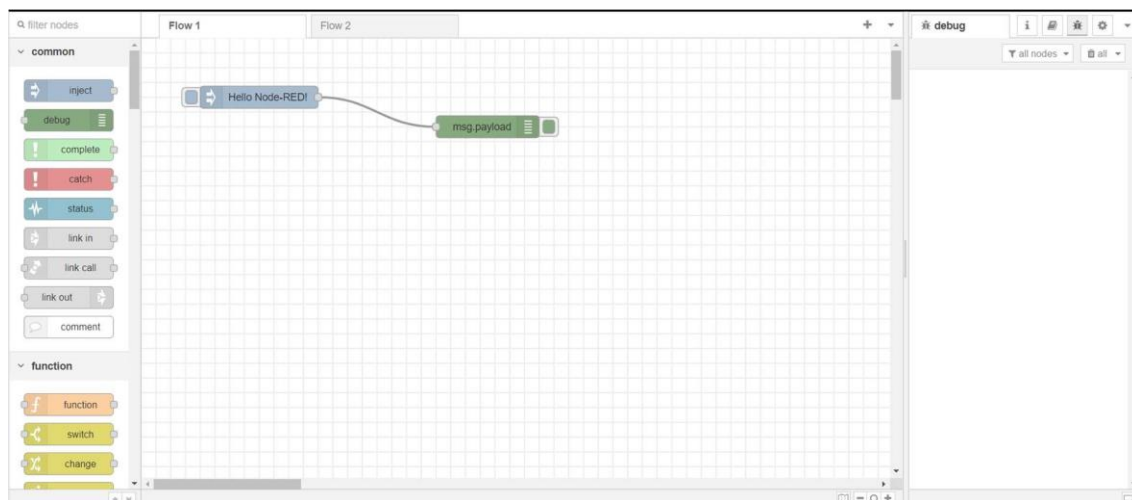 filter nodes
Flow 1
Flow 2
debug
common
all nodes
all
inject
Hello Node-RED!
debug
msg.payload
complete
catch
status
link in
link call
link out
comment
function
function
switch
change